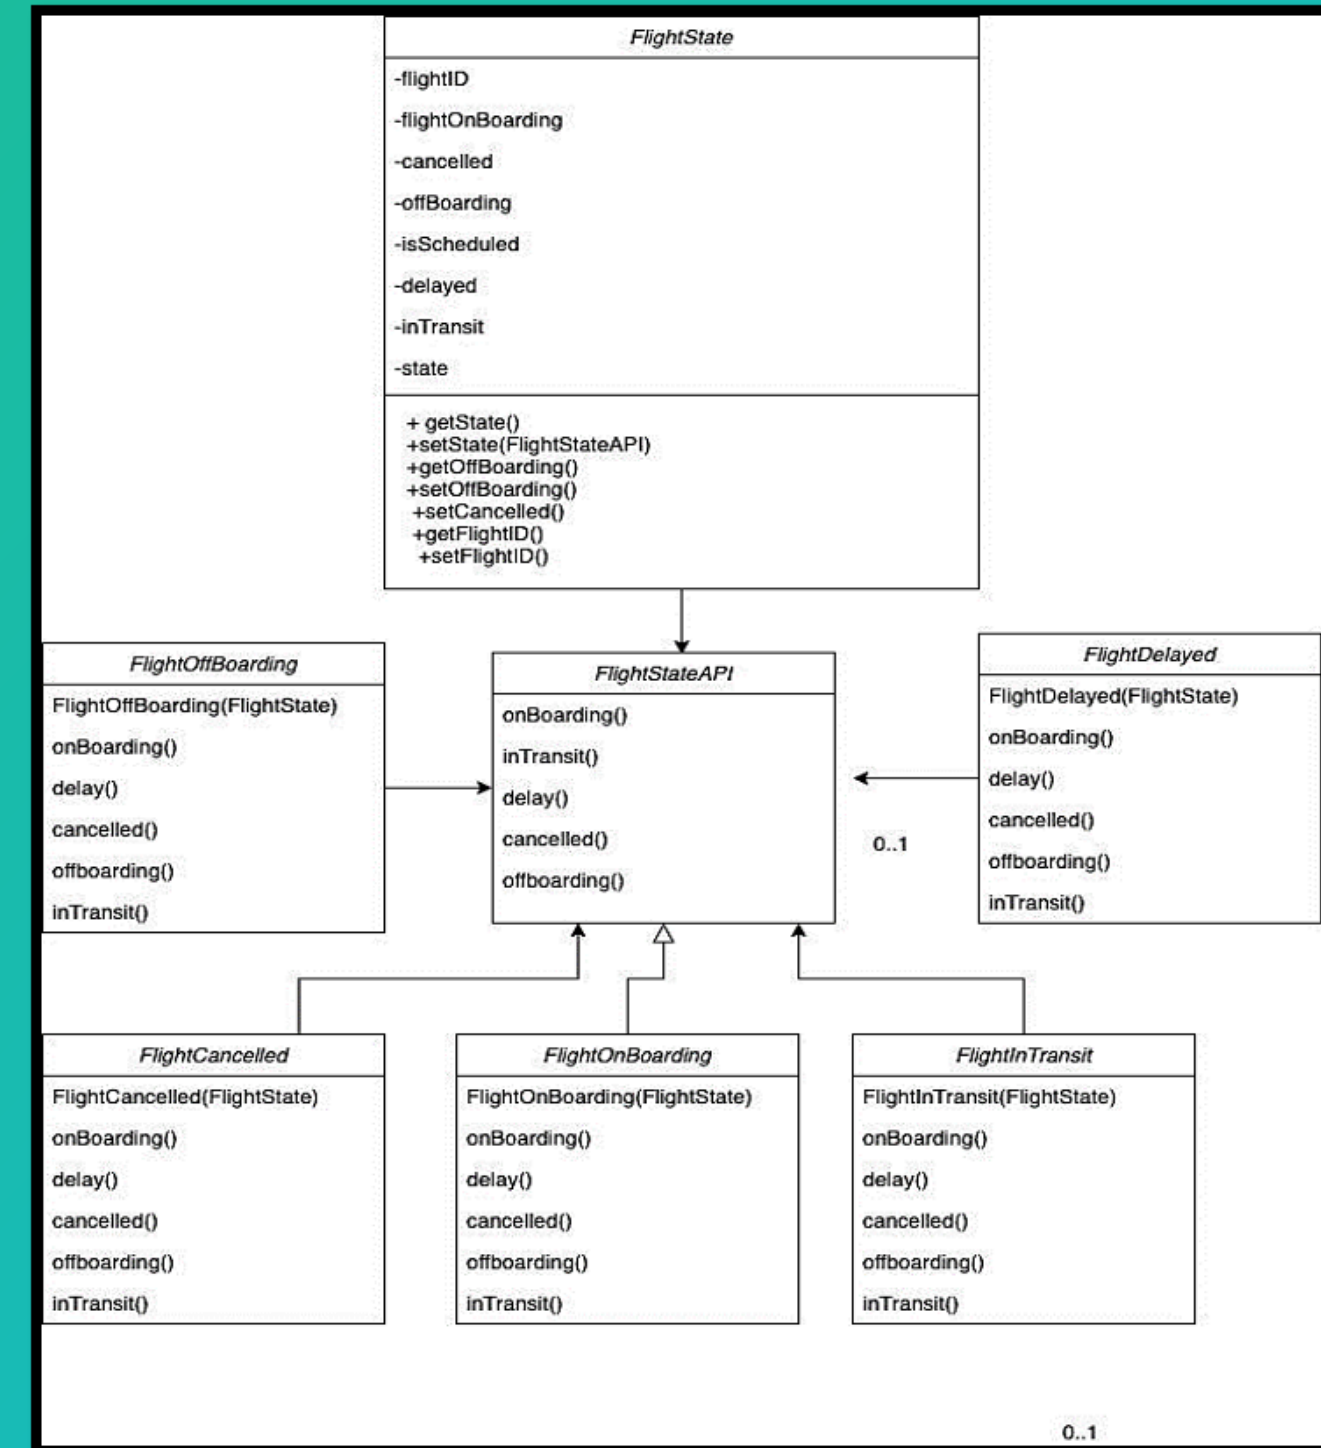 FlightState
-flightID
-flightOnBoarding
-cancelled
-offBoarding
-isScheduled
-delayed
-inTransit
-state
+ getState()
+setState(FlightStateAPI)
+getOffBoarding()
+setOffBoarding()
+setCancelled()
+getFlightID()
+setFlightID()
FlightOffBoarding
FlightOffBoarding(FlightState)
onBoarding()
delay()
cancelled()
offboarding()
inTransit()
FlightStateAPI
onBoarding()
inTransit()
delay()
cancelled()
offboarding()
0..1
FlightDelayed
FlightDelayed(FlightState)
onBoarding()
delay()
cancelled()
offboarding()
inTransit()
FlightCancelled
FlightCancelled(FlightState)
onBoarding()
delay()
cancelled()
offboarding()
inTransit()
FlightOnBoarding
FlightOnBoarding(FlightState)
onBoarding()
delay()
cancelled()
offboarding()
inTransit()
FlightInTransit
FlightInTransit(FlightState)
onBoarding()
delay()
cancelled()
offboarding()
inTransit()
0..1